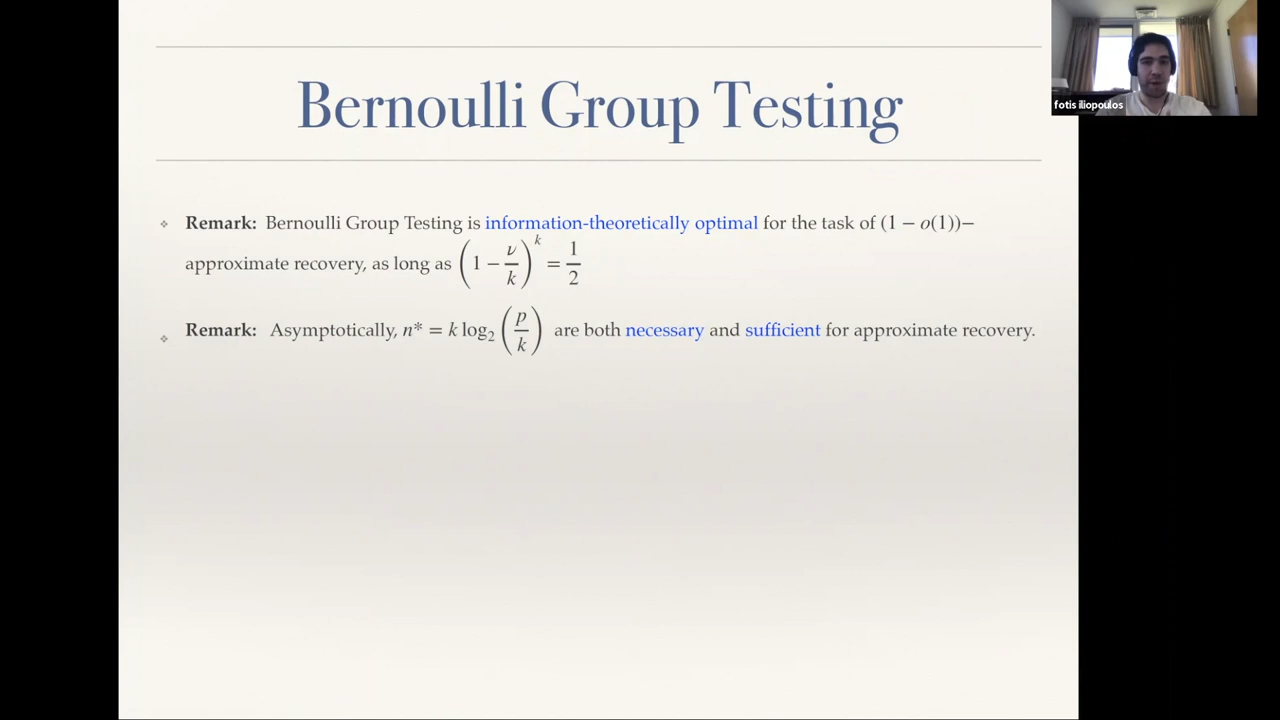 fotis iliopoulos
Bernoulli Group Testing
❖ Remark: Bernoulli Group Testing is information-theoretically optimal for the task of (1 − o(1))−
approximate recovery, as long as (1 − ν/k)^k = 1/2
❖ Remark: Asymptotically, n* = k log₂ (p/k) are both necessary and sufficient for approximate recovery.